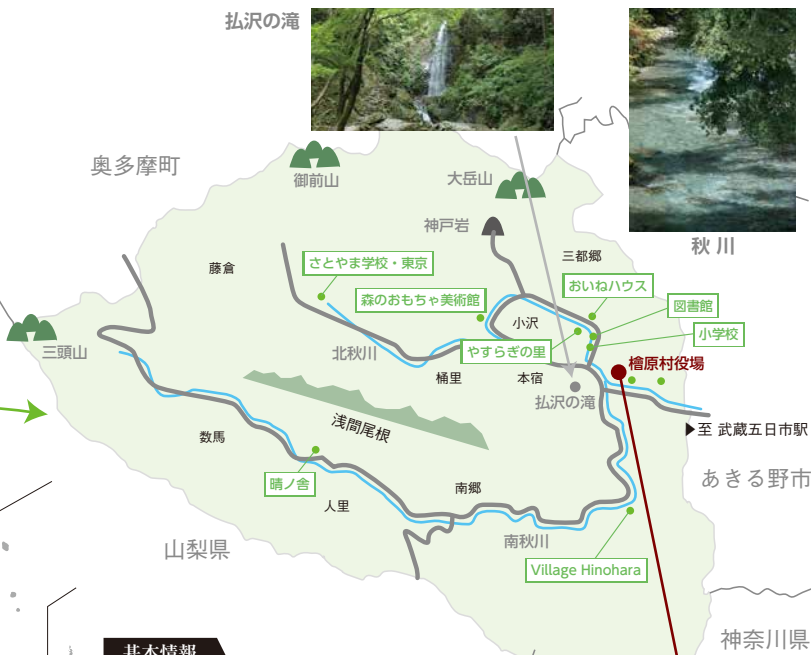 払沢の滝
奥多摩町
御前山
大岳山
神戸岩
秋川
藤倉
さとやま学校・東京
三都郷
おいねハウス
森のおもちゃ美術館
図書館
小沢
小学校
三頭山
北秋川
やすらぎの里
檜原村役場
桶里
本宿
払沢の滝
浅間尾根
▶至 武蔵五日市駅
数馬
あきる野市
晴ノ舎
南郷
人里
南秋川
山梨県
Village Hinohara
神奈川県
基本情報